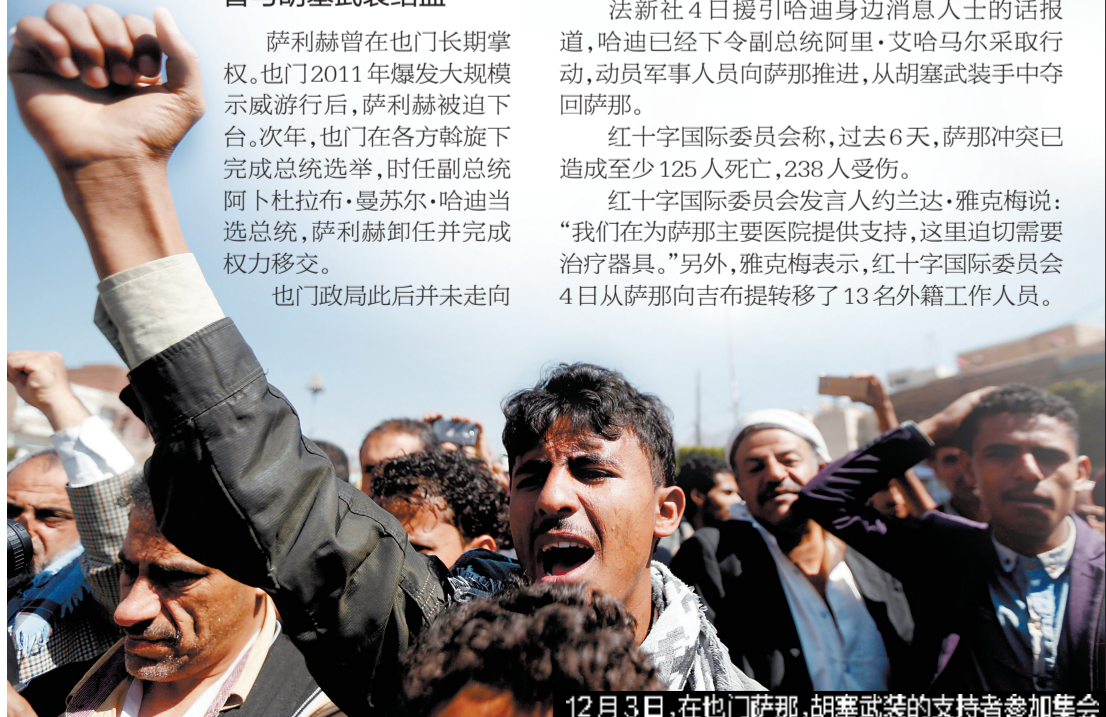 曾与胡塞武装结盟
萨利赫曾在也门长期掌
权。也门2011年爆发大规模
示威游行后，萨利赫被迫下
台。次年，也门在各方斡旋下
完成总统选举，时任副总统
阿卜杜拉布·曼苏尔·哈迪当
选总统，萨利赫卸任并完成
权力移交。
也门政局此后并未走向
法新社4日援引哈迪身边消息人士的话报
道，哈迪已经下令副总统阿里·艾哈马尔采取行
动，动员军事人员向萨那推进，从胡塞武装手中夺
回萨那。
红十字国际委员会称，过去6天，萨那冲突已
造成至少125人死亡，238人受伤。
红十字国际委员会发言人约兰达·雅克梅说：
“我们在为萨那主要医院提供支持，这里迫切需要
治疗器具。”另外，雅克梅表示，红十字国际委员会
4日从萨那向吉布提转移了13名外籍工作人员。
12月3日，在也门萨那，胡塞武装的支持者参加集会